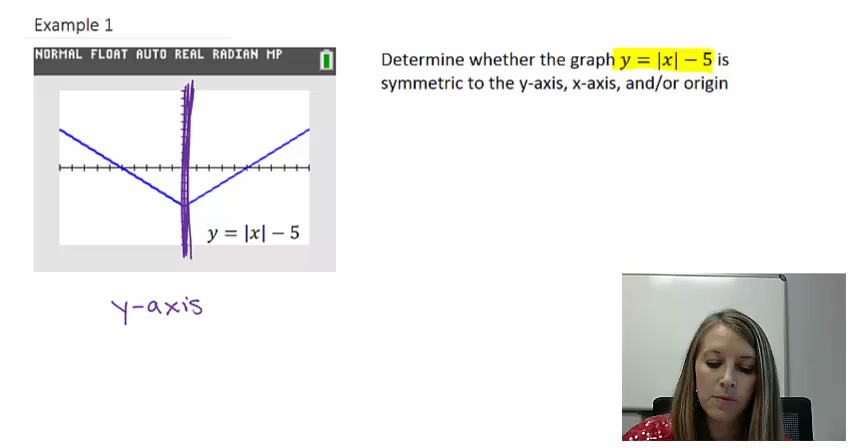 Example 1
NORMAL FLOAT AUTO REAL RADIAN MP
Determine whether the graph y = |x| − 5 is
symmetric to the y-axis, x-axis, and/or origin
y = |x| − 5
y-axis